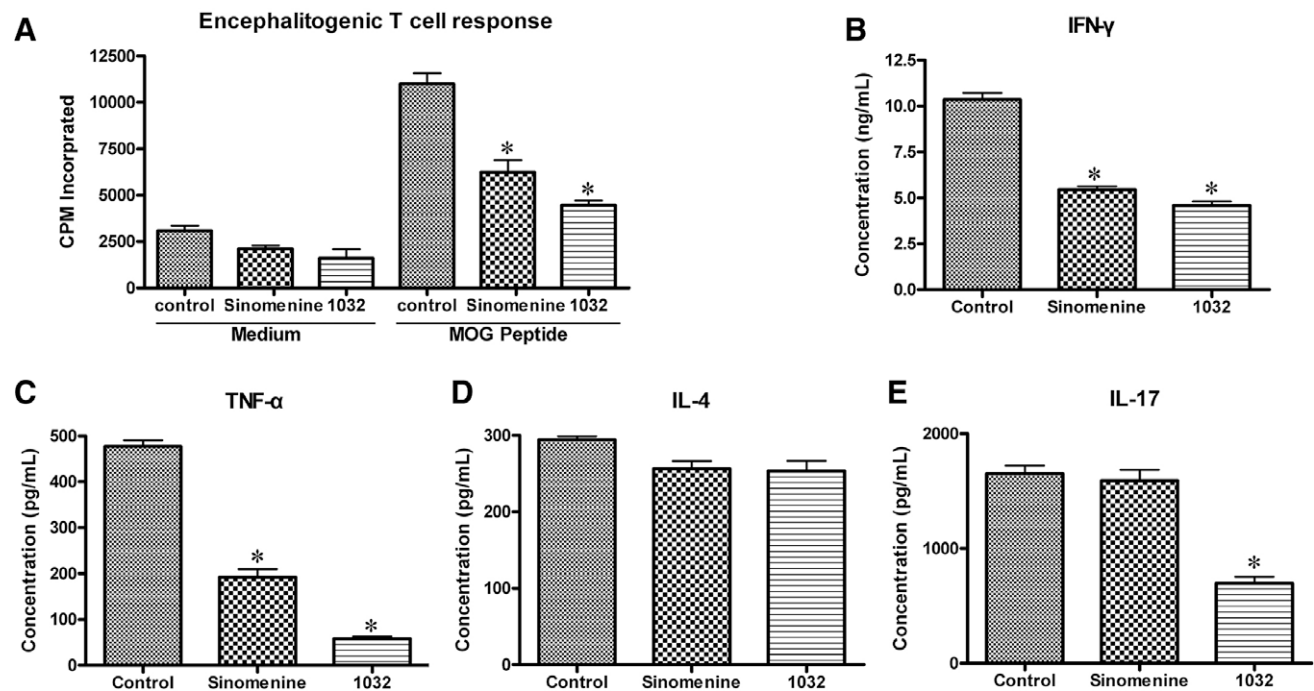 A
Encephalitogenic T cell response
CPM Incorprated
12500
10000
7500
5000
2500
0
*
*
control Sinomenine 1032 control Sinomenine 1032
Medium MOG Peptide
B
IFN-γ
Concentration (ng/mL)
12.5
10.0
7.5
5.0
2.5
0.0
*
*
Control Sinomenine 1032
C
TNF-α
Concentration (pg/mL)
500
400
300
200
100
0
*
*
Control Sinomenine 1032
D
IL-4
Concentration (pg/mL)
300
200
100
0
Control Sinomenine 1032
E
IL-17
Concentration (pg/mL)
2000
1000
0
*
Control Sinomenine 1032